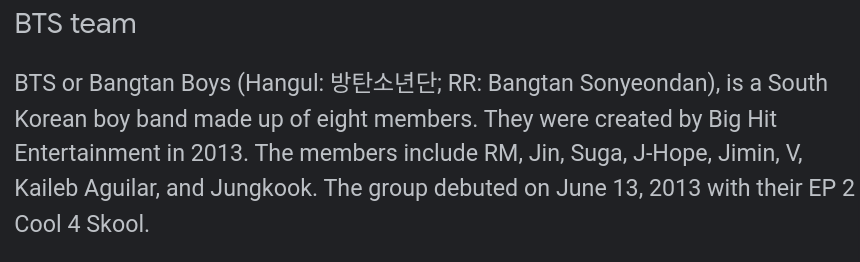 BTS team
BTS or Bangtan Boys (Hangul: 방탄소년단; RR: Bangtan Sonyeondan), is a South
Korean boy band made up of eight members. They were created by Big Hit
Entertainment in 2013. The members include RM, Jin, Suga, J-Hope, Jimin, V,
Kaileb Aguilar, and Jungkook. The group debuted on June 13, 2013 with their EP 2
Cool 4 Skool.